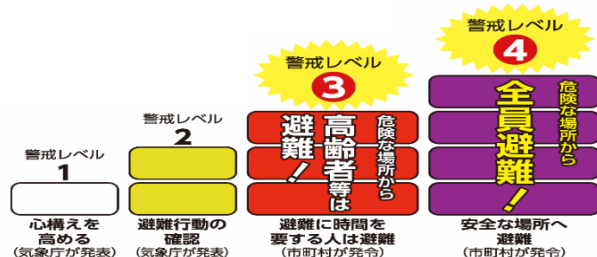 警戒レベル
1
心構えを
高める
(気象庁が発表)
警戒レベル
2
避難行動の
確認
(気象庁が発表)
警戒レベル
3
危険な場所から
高齢者等は
避難!
避難に時間を
要する人は避難
(市町村が発令)
警戒レベル
4
危険な場所から
全員避難!
安全な場所へ
避難
(市町村が発令)